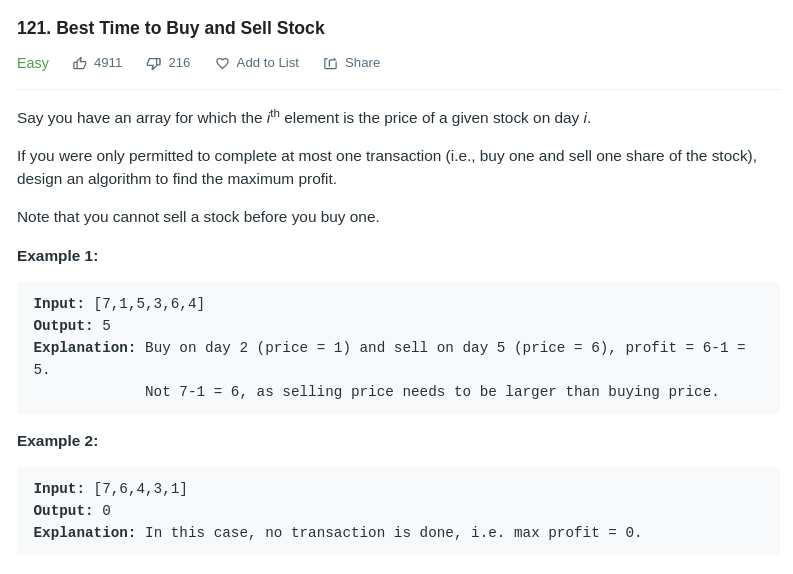 121. Best Time to Buy and Sell Stock
Easy 4911 216 Add to List Share
Say you have an array for which the ith element is the price of a given stock on day i.
If you were only permitted to complete at most one transaction (i.e., buy one and sell one share of the stock),
design an algorithm to find the maximum profit.
Note that you cannot sell a stock before you buy one.
Example 1:
Input: [7,1,5,3,6,4]
Output: 5
Explanation: Buy on day 2 (price = 1) and sell on day 5 (price = 6), profit = 6-1 =
5.
Not 7-1 = 6, as selling price needs to be larger than buying price.
Example 2:
Input: [7,6,4,3,1]
Output: 0
Explanation: In this case, no transaction is done, i.e. max profit = 0.